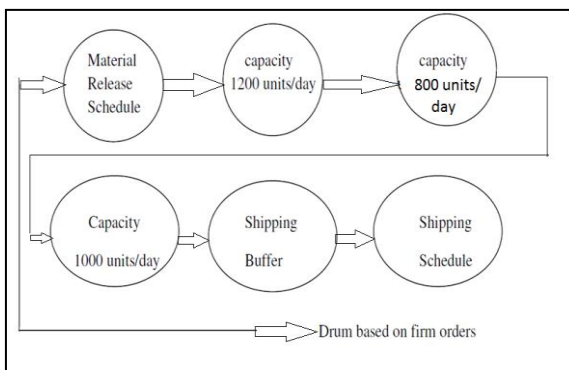 Material
Release
Schedule
capacity
1200 units/day
capacity
800 units/
day
Capacity
1000 units/day
Shipping
Buffer
Shipping
Schedule
Drum based on firm orders